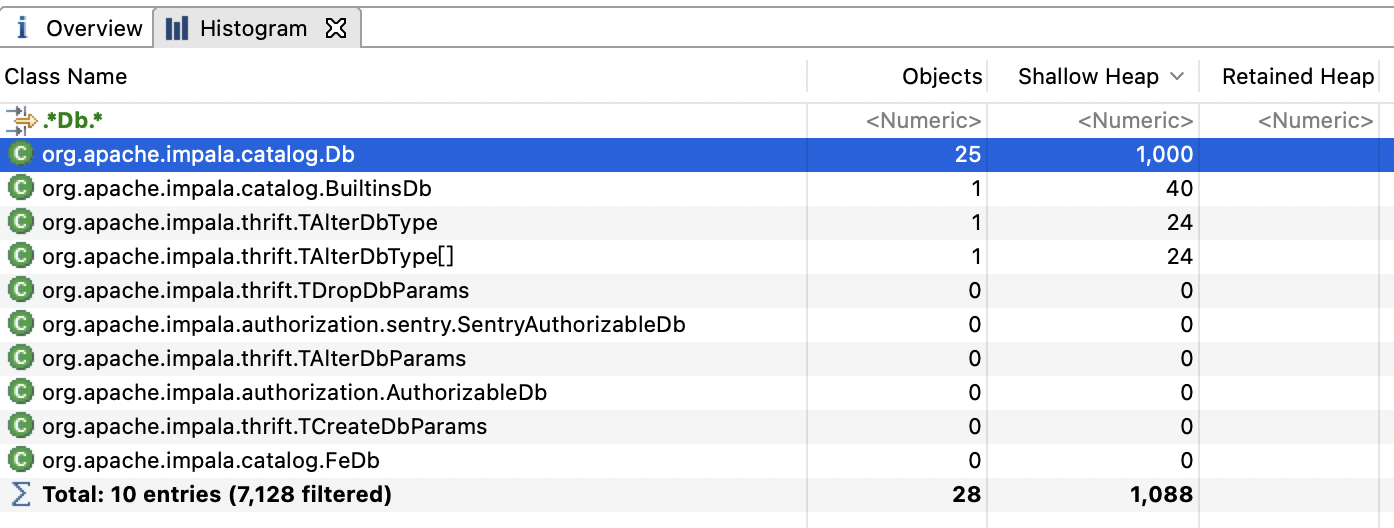 i Overview Histogram
Class Name Objects Shallow Heap Retained Heap
.*Db.* <Numeric> <Numeric> <Numeric>
C org.apache.impala.catalog.Db 25 1,000
C org.apache.impala.catalog.BuiltinsDb 1 40
C org.apache.impala.thrift.TAlterDbType 1 24
C org.apache.impala.thrift.TAlterDbType[] 1 24
C org.apache.impala.thrift.TDropDbParams 0 0
C org.apache.impala.authorization.sentry.SentryAuthorizableDb 0 0
C org.apache.impala.thrift.TAlterDbParams 0 0
C org.apache.impala.authorization.AuthorizableDb 0 0
C org.apache.impala.thrift.TCreateDbParams 0 0
C org.apache.impala.catalog.FeDb 0 0
Σ Total: 10 entries (7,128 filtered) 28 1,088